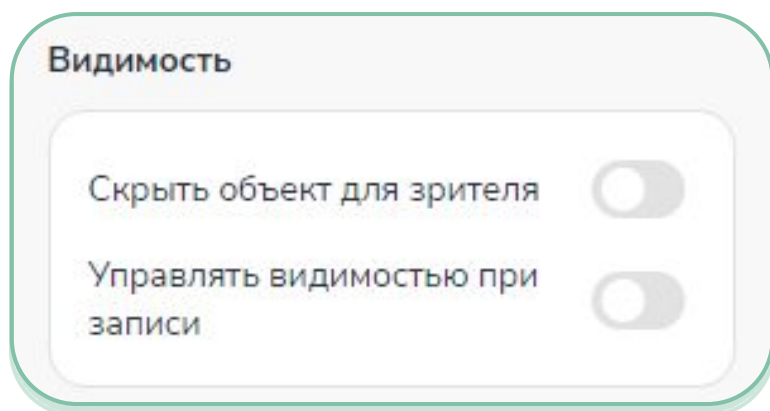 Видимость
Скрыть объект для зрителя
Управлять видимостью при
записи